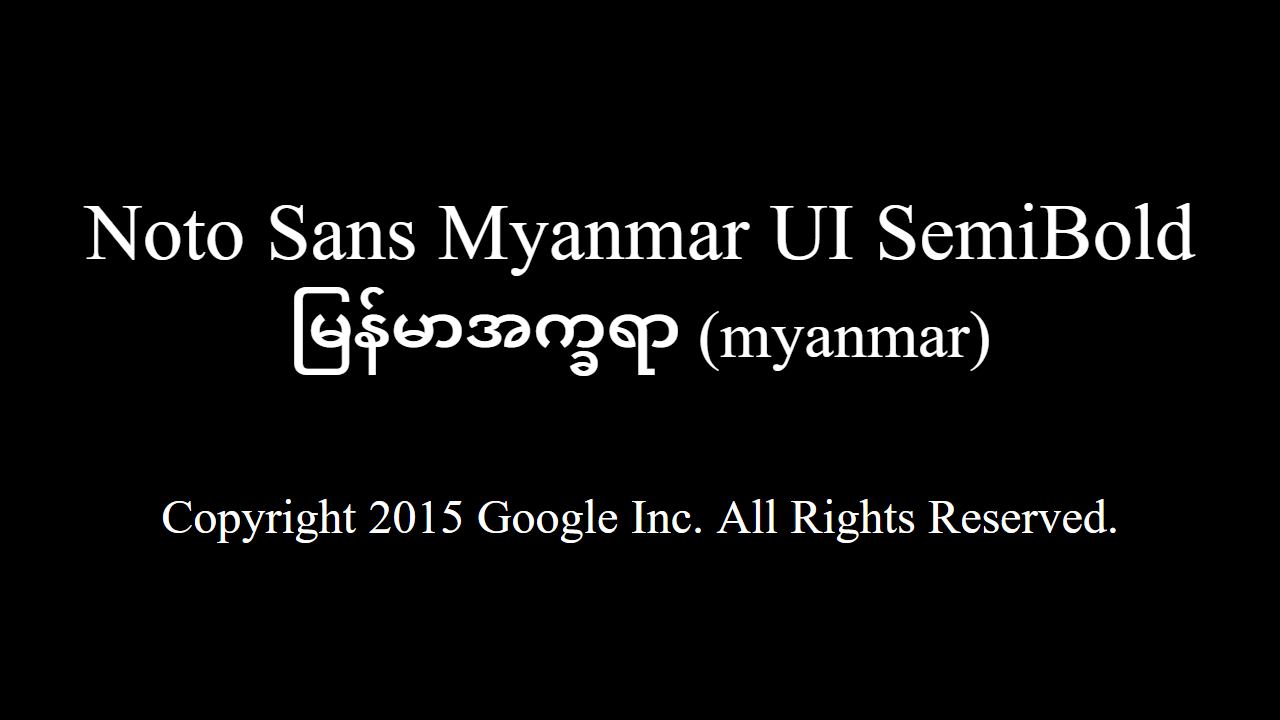 Noto Sans Myanmar UI SemiBold
မြန်မာအက္ခရာ (myanmar)
Copyright 2015 Google Inc. All Rights Reserved.